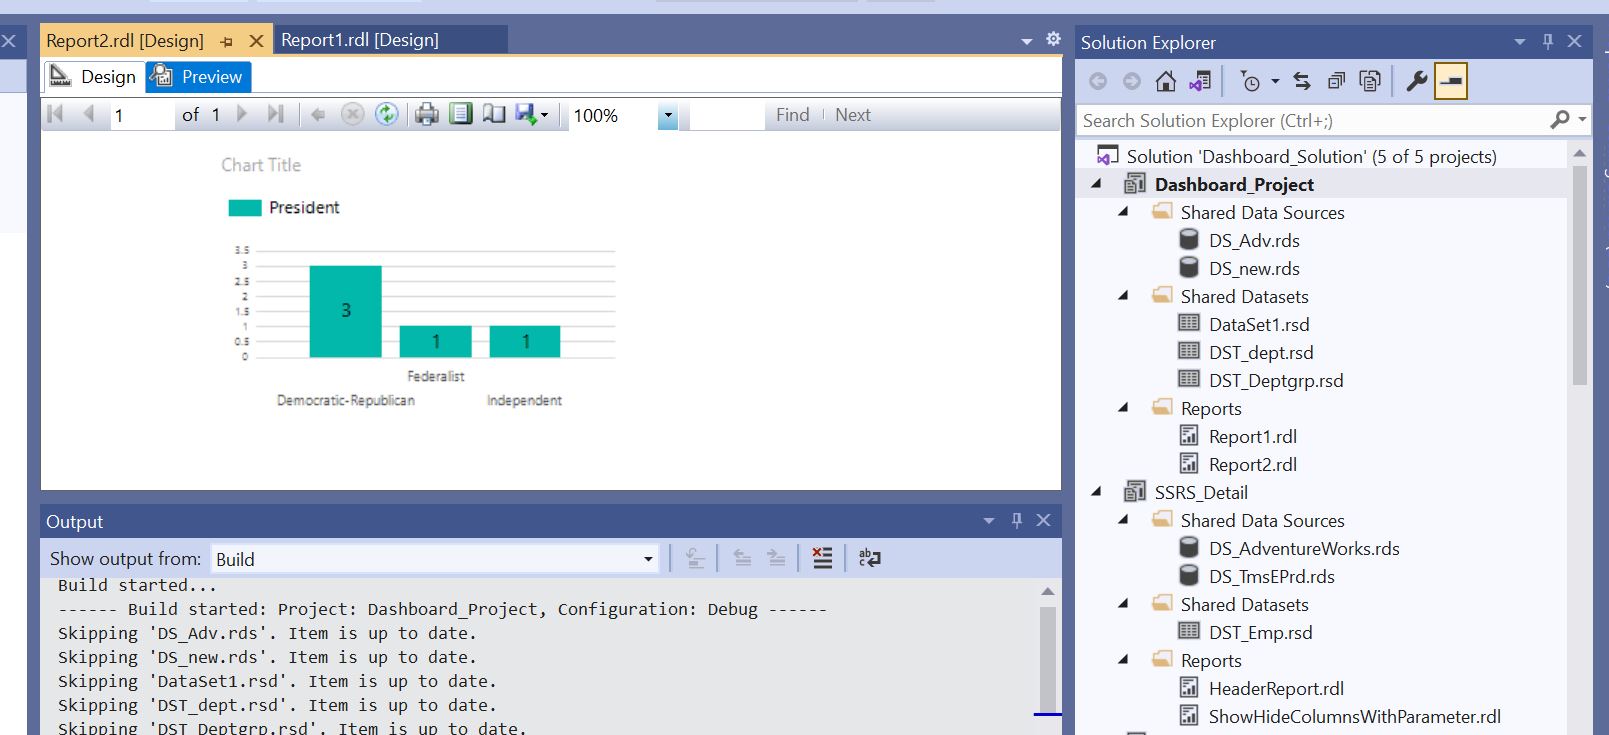 Report2.rdl [Design]
Report1.rdl [Design]
Design
Preview
1 of 1
100%
Find
Next
Chart Title
President
3.5
3
2.5
2
1.5
1
0.5
0
3
1
1
Federalist
Democratic-Republican
Independent
Output
Show output from: Build
Build started...
------ Build started: Project: Dashboard_Project, Configuration: Debug ------
Skipping 'DS_Adv.rds'. Item is up to date.
Skipping 'DS_new.rds'. Item is up to date.
Skipping 'DataSet1.rsd'. Item is up to date.
Skipping 'DST_dept.rsd'. Item is up to date.
Skipping 'DST_Deptgrp.rsd'. Item is up to date.
Solution Explorer
Search Solution Explorer (Ctrl+;)
Solution 'Dashboard_Solution' (5 of 5 projects)
Dashboard_Project
Shared Data Sources
DS_Adv.rds
DS_new.rds
Shared Datasets
DataSet1.rsd
DST_dept.rsd
DST_Deptgrp.rsd
Reports
Report1.rdl
Report2.rdl
SSRS_Detail
Shared Data Sources
DS_AdventureWorks.rds
DS_TmsEPrd.rds
Shared Datasets
DST_Emp.rsd
Reports
HeaderReport.rdl
ShowHideColumnsWithParameter.rdl